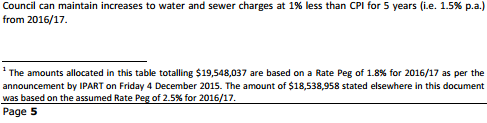 Council can maintain increases to water and sewer charges at 1% less than CPI for 5 years (i.e. 1.5% p.a.)
from 2016/17.
1 The amounts allocated in this table totalling $19,548,037 are based on a Rate Peg of 1.8% for 2016/17 as per the
announcement by IPART on Friday 4 December 2015. The amount of $18,538,958 stated elsewhere in this document
was based on the assumed Rate Peg of 2.5% for 2016/17.
Page 5